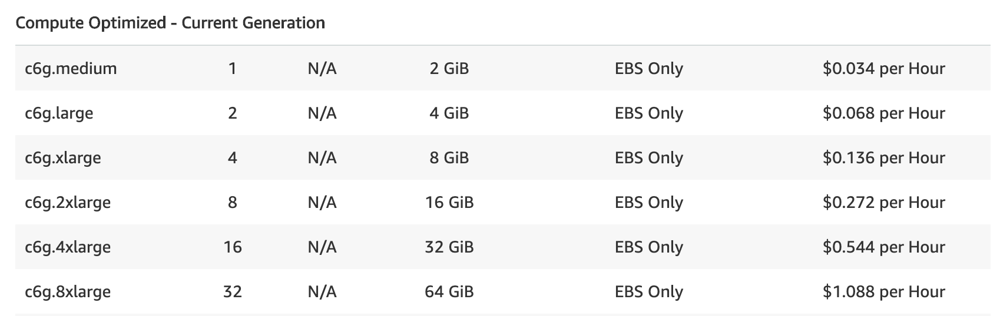 Compute Optimized - Current Generation
c6g.medium 1 N/A 2 GiB EBS Only $0.034 per Hour
c6g.large 2 N/A 4 GiB EBS Only $0.068 per Hour
c6g.xlarge 4 N/A 8 GiB EBS Only $0.136 per Hour
c6g.2xlarge 8 N/A 16 GiB EBS Only $0.272 per Hour
c6g.4xlarge 16 N/A 32 GiB EBS Only $0.544 per Hour
c6g.8xlarge 32 N/A 64 GiB EBS Only $1.088 per Hour